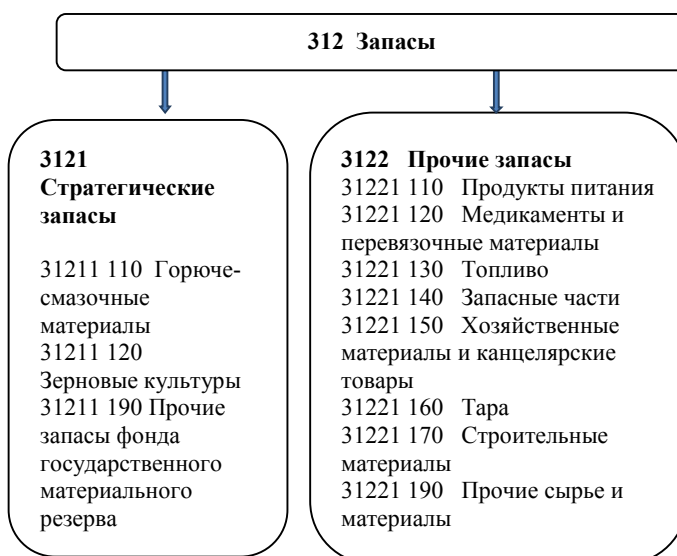 312 Запасы
3121
Стратегические
запасы
31211 110 Горюче-
смазочные
материалы
31211 120
Зерновые культуры
31211 190 Прочие
запасы фонда
государственного
материального
резерва
3122 Прочие запасы
31221 110 Продукты питания
31221 120 Медикаменты и
перевязочные материалы
31221 130 Топливо
31221 140 Запасные части
31221 150 Хозяйственные
материалы и канцелярские
товары
31221 160 Тара
31221 170 Строительные
материалы
31221 190 Прочие сырье и
материалы